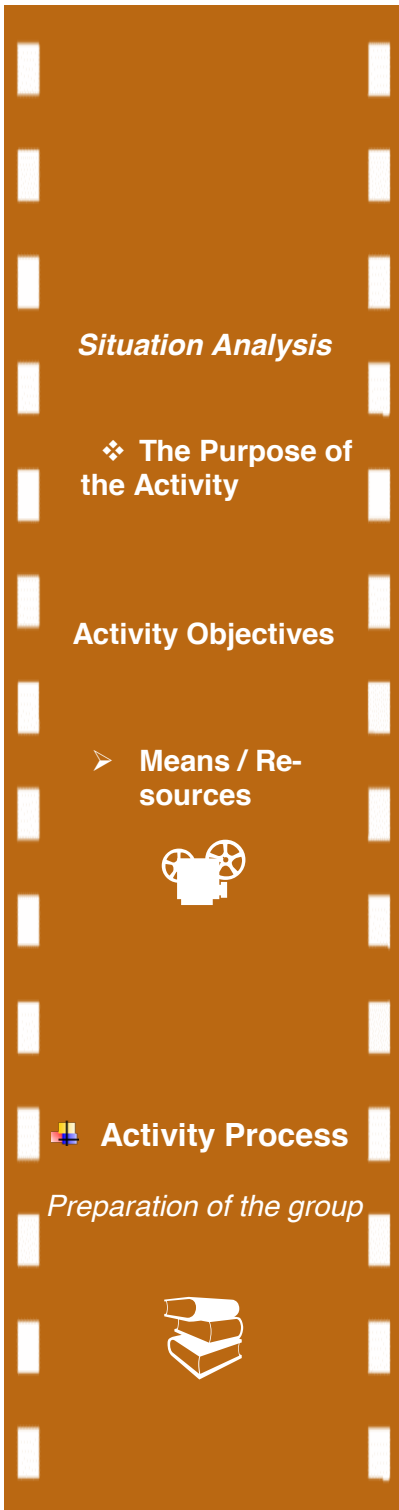 Situation Analysis
❖ The Purpose of
the Activity
Activity Objectives
➢ Means / Re-
sources
Activity Process
Preparation of the group